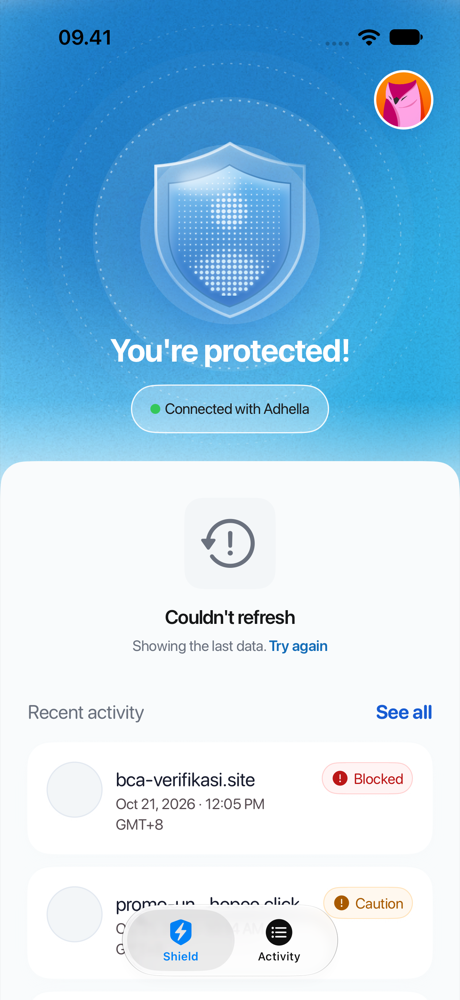 09.41
You're protected!
Connected with Adhella
Couldn't refresh
Showing the last data. Try again
Recent activity
See all
bca-verifikasi.site
Blocked
Oct 21, 2026 · 12:05 PM
GMT+8
Caution
Shield
Activity